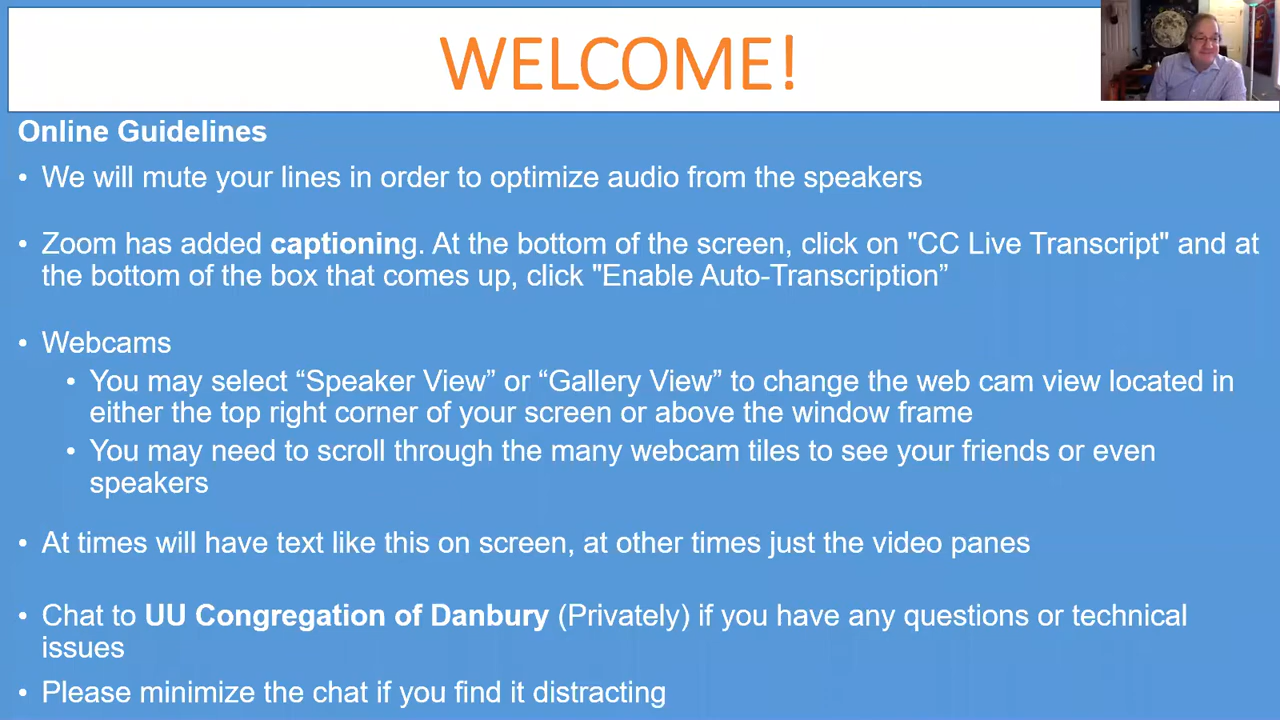 WELCOME!
Online Guidelines
• We will mute your lines in order to optimize audio from the speakers
• Zoom has added captioning. At the bottom of the screen, click on "CC Live Transcript" and at
the bottom of the box that comes up, click "Enable Auto-Transcription”
• Webcams
• You may select “Speaker View” or “Gallery View” to change the web cam view located in
either the top right corner of your screen or above the window frame
• You may need to scroll through the many webcam tiles to see your friends or even
speakers
• At times will have text like this on screen, at other times just the video panes
• Chat to UU Congregation of Danbury (Privately) if you have any questions or technical
issues
• Please minimize the chat if you find it distracting